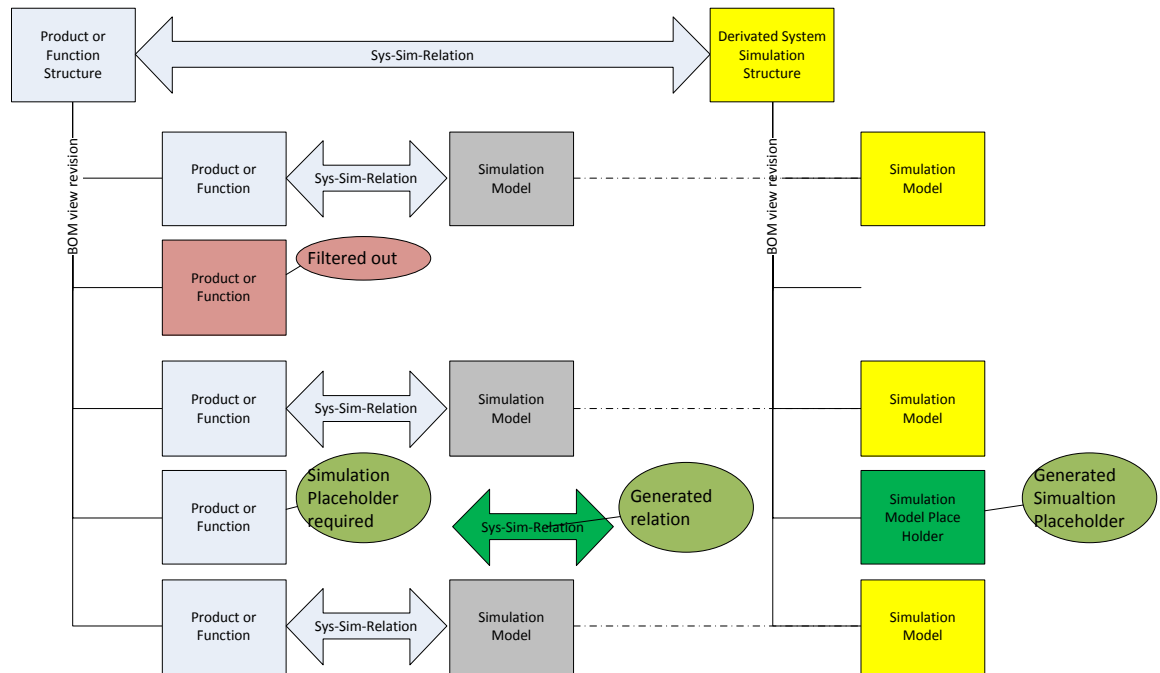 Product or
Function
Structure
Sys-Sim-Relation
Derivated System
Simulation
Structure
BOM view revision
BOM view revision
Product or
Function
Sys-Sim-Relation
Simulation
Model
Simulation
Model
Product or
Function
Filtered out
Product or
Function
Sys-Sim-Relation
Simulation
Model
Simulation
Model
Product or
Function
Simulation
Placeholder
required
Sys-Sim-Relation
Generated
relation
Simulation
Model Place
Holder
Generated
Simualtion
Placeholder
Product or
Function
Sys-Sim-Relation
Simulation
Model
Simulation
Model